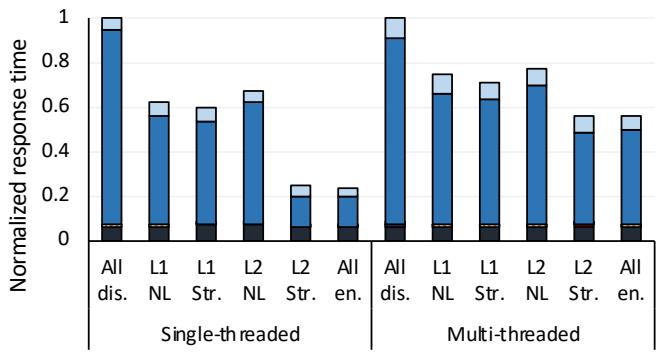 Normalized response time
1
0.8
0.6
0.4
0.2
0
All L1 L1 L2 L2 All All L1 L1 L2 L2 All
dis. NL Str. NL Str. en. dis. NL Str. NL Str. en.
Single-threaded Multi-threaded